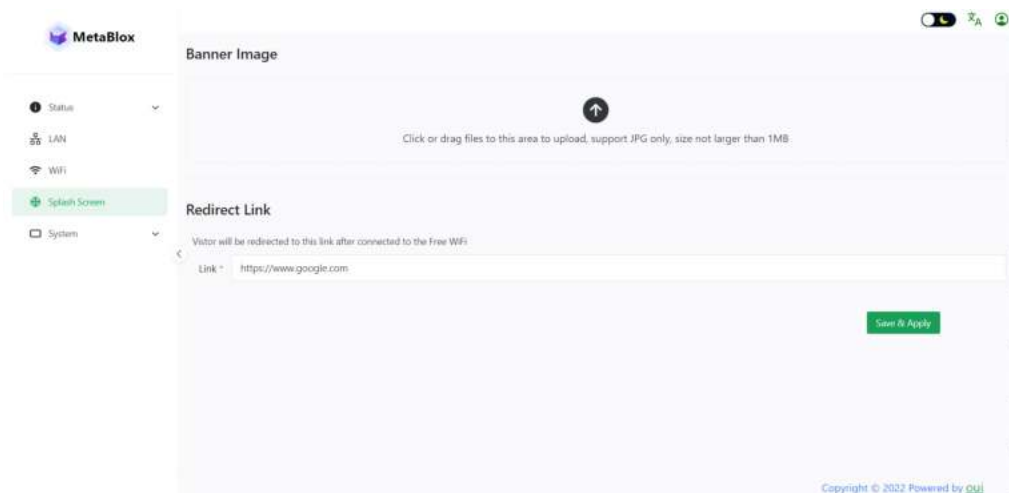 MetaBlox
Status
LAN
WiFi
Splash Screen
System
Banner Image
Click or drag files to this area to upload, support JPG only, size not larger than 1MB
Redirect Link
Vistor will be redirected to this link after connected to the Free WiFi
Link *
https://www.google.com
Save & Apply
Copyright © 2022 Powered by oui